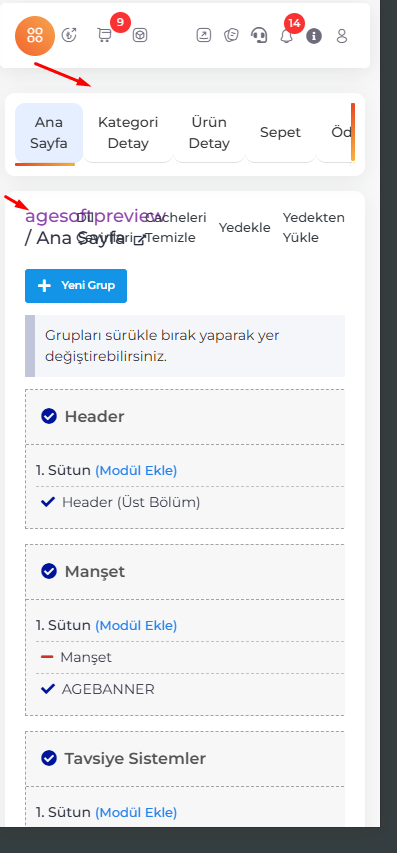 9
14
Ana
Sayfa
Kategori
Detay
Ürün
Detay
Sepet
Öd
agesoftpreview
/ Ana Sayfa
Dil
Çevirileri
Cacheleri
Temizle
Yedekle
Yedekten
Yükle
Yeni Grup
Grupları sürükle bırak yaparak yer
değiştirebilirsiniz.
Header
1. Sütun (Modül Ekle)
Header (Üst Bölüm)
Manşet
1. Sütun (Modül Ekle)
Manşet
AGEBANNER
Tavsiye Sistemler
1. Sütun (Modül Ekle)